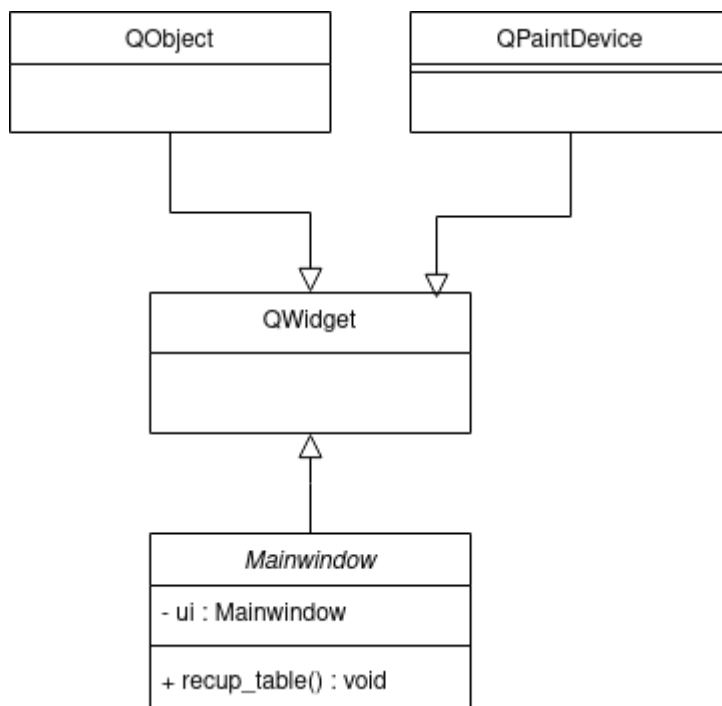 QObject
QPaintDevice
QWidget
Mainwindow
- ui : Mainwindow
+ recup_table() : void